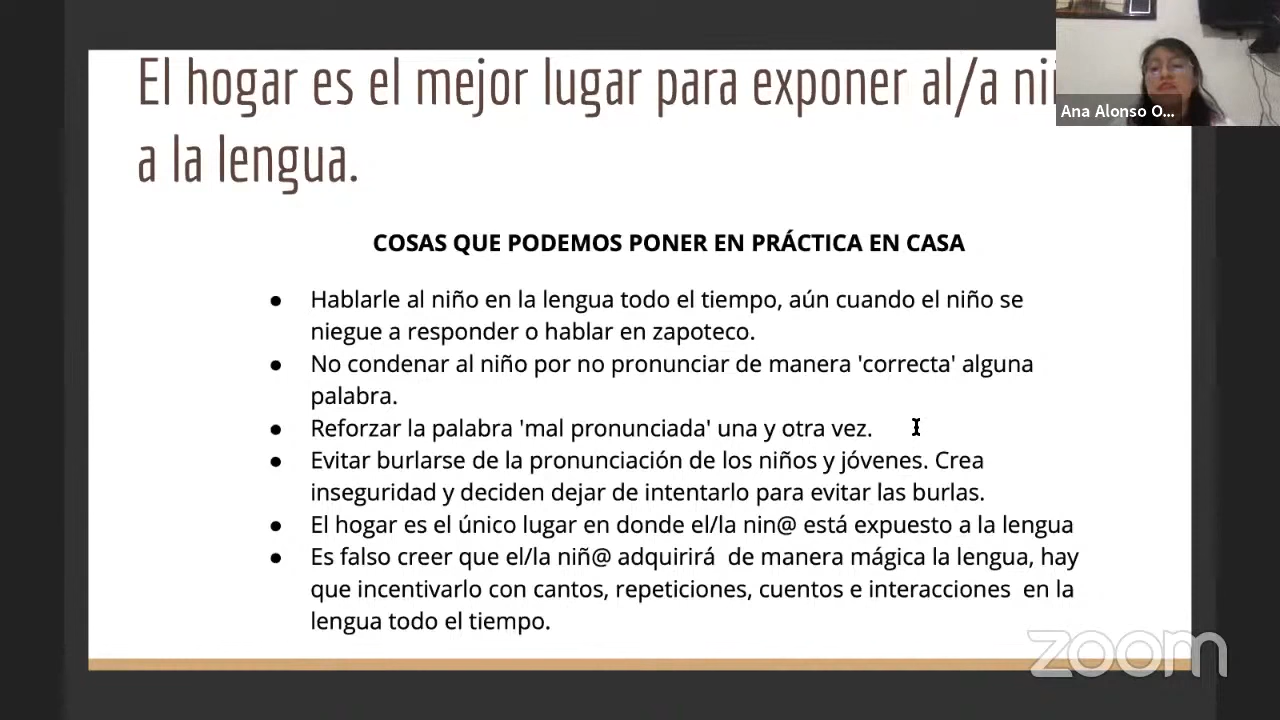 El hogar es el mejor lugar para exponer al/a
a la lengua.
Ana Alonso O...
COSAS QUE PODEMOS PONER EN PRÁCTICA EN CASA
● Hablarle al niño en la lengua todo el tiempo, aún cuando el niño se
niegue a responder o hablar en zapoteco.
● No condenar al niño por no pronunciar de manera 'correcta' alguna
palabra.
● Reforzar la palabra 'mal pronunciada' una y otra vez.
● Evitar burlarse de la pronunciación de los niños y jóvenes. Crea
inseguridad y deciden dejar de intentarlo para evitar las burlas.
● El hogar es el único lugar en donde el/la nin@ está expuesto a la lengua
● Es falso creer que el/la niñ@ adquirirá  de manera mágica la lengua, hay
que incentivarlo con cantos, repeticiones, cuentos e interacciones  en la
lengua todo el tiempo.
zoom